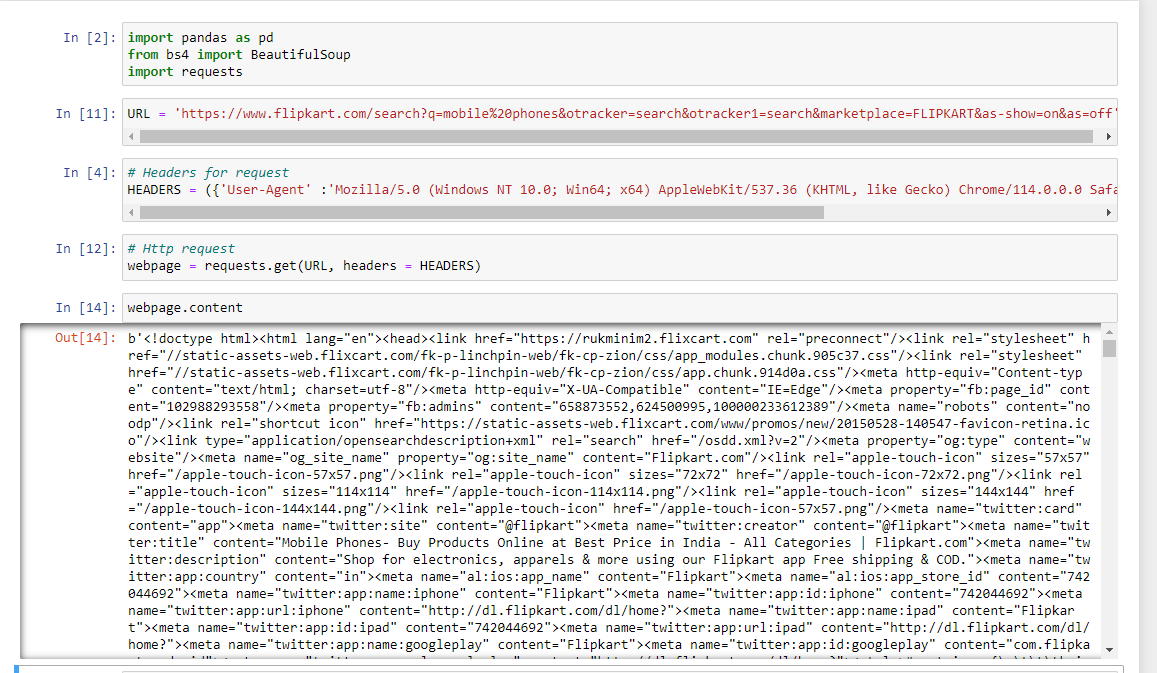 In [2]: import pandas as pd
from bs4 import BeautifulSoup
import requests
In [11]: URL = 'https://www.flipkart.com/search?q=mobile%20phones&otracker=search&otracker1=search&marketplace=FLIPKART&as-show=on&as=off'
In [4]: # Headers for request
HEADERS = ({'User-Agent' :'Mozilla/5.0 (Windows NT 10.0; Win64; x64) AppleWebKit/537.36 (KHTML, like Gecko) Chrome/114.0.0.0 Safa
In [12]: # Http request
webpage = requests.get(URL, headers = HEADERS)
In [14]: webpage.content
Out[14]: b'<!doctype html><html lang="en"><head><link href="https://rukminim2.flixcart.com" rel="preconnect"/><link rel="stylesheet" h
ref="//static-assets-web.flixcart.com/fk-p-linchpin-web/fk-cp-zion/css/app_modules.chunk.905c37.css"/><link rel="stylesheet"
href="//static-assets-web.flixcart.com/fk-p-linchpin-web/fk-cp-zion/css/app.chunk.914d0a.css"/><meta http-equiv="Content-typ
e" content="text/html; charset=utf-8"/><meta http-equiv="X-UA-Compatible" content="IE=Edge"/><meta property="fb:page_id" cont
ent="102988293558"/><meta property="fb:admins" content="658873552,624500995,100000233612389"/><meta name="robots" content="no
odp"/><link rel="shortcut icon" href="https://static-assets-web.flixcart.com/www/promos/new/20150528-140547-favicon-retina.ic
o"/><link type="application/opensearchdescription+xml" rel="search" href="/osdd.xml?v=2"/><meta property="og:type" content="w
ebsite"/><meta name="og_site_name" property="og:site_name" content="Flipkart.com"/><link rel="apple-touch-icon" sizes="57x57"
href="/apple-touch-icon-57x57.png"/><link rel="apple-touch-icon" sizes="72x72" href="/apple-touch-icon-72x72.png"/><link rel
="apple-touch-icon" sizes="114x114" href="/apple-touch-icon-114x114.png"/><link rel="apple-touch-icon" sizes="144x144" href
="/apple-touch-icon-144x144.png"/><link rel="apple-touch-icon" href="/apple-touch-icon-57x57.png"/><meta name="twitter:card"
content="app"><meta name="twitter:site" content="@flipkart"><meta name="twitter:creator" content="@flipkart"><meta name="twit
ter:title" content="Mobile Phones- Buy Products Online at Best Price in India - All Categories | Flipkart.com"><meta name="tw
itter:description" content="Shop for electronics, apparels & more using our Flipkart app Free shipping & COD."><meta name="tw
itter:app:country" content="in"><meta name="al:ios:app_name" content="Flipkart"><meta name="al:ios:app_store_id" content="742
044692"><meta name="twitter:app:name:iphone" content="Flipkart"><meta name="twitter:app:id:iphone" content="742044692"><meta
name="twitter:app:url:iphone" content="http://dl.flipkart.com/dl/home?"><meta name="twitter:app:name:ipad" content="Flipkar
t"><meta name="twitter:app:id:ipad" content="742044692"><meta name="twitter:app:url:ipad" content="http://dl.flipkart.com/dl/
home?"><meta name="twitter:app:name:googleplay" content="Flipkart"><meta name="twitter:app:id:googleplay" content="com.flipka